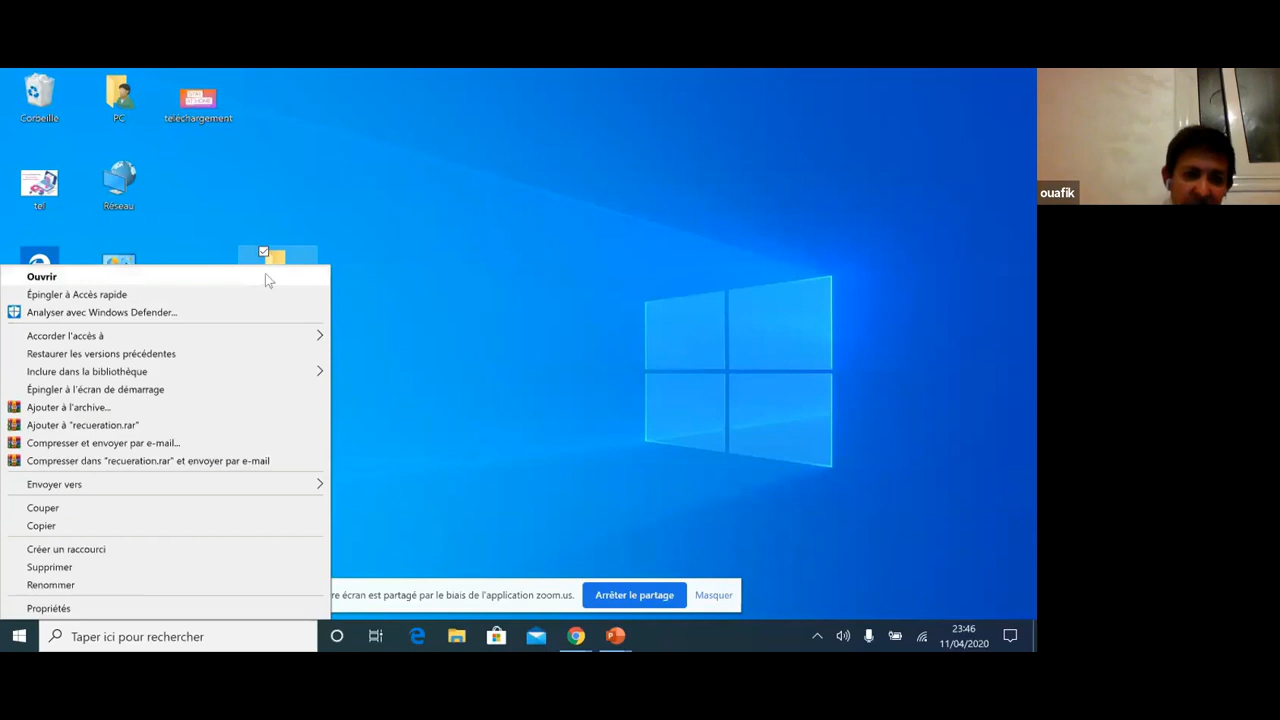 Corbeille
PC
telechargement
tel
Réseau
ouafik
Ouvrir
Épingler à Accès rapide
Analyser avec Windows Defender...
Accorder l'accès à
Restaurer les versions précédentes
Inclure dans la bibliothèque
Épingler à l'écran de démarrage
Ajouter à l'archive...
Ajouter à "recueration.rar"
Compresser et envoyer par e-mail...
Compresser dans "recueration.rar" et envoyer par e-mail
Envoyer vers
Couper
Copier
Créer un raccourci
Supprimer
Renommer
Propriétés
re écran est partagé par le biais de l'application zoom.us.
Arrêter le partage
Masquer
Taper ici pour rechercher
23:46
11/04/2020